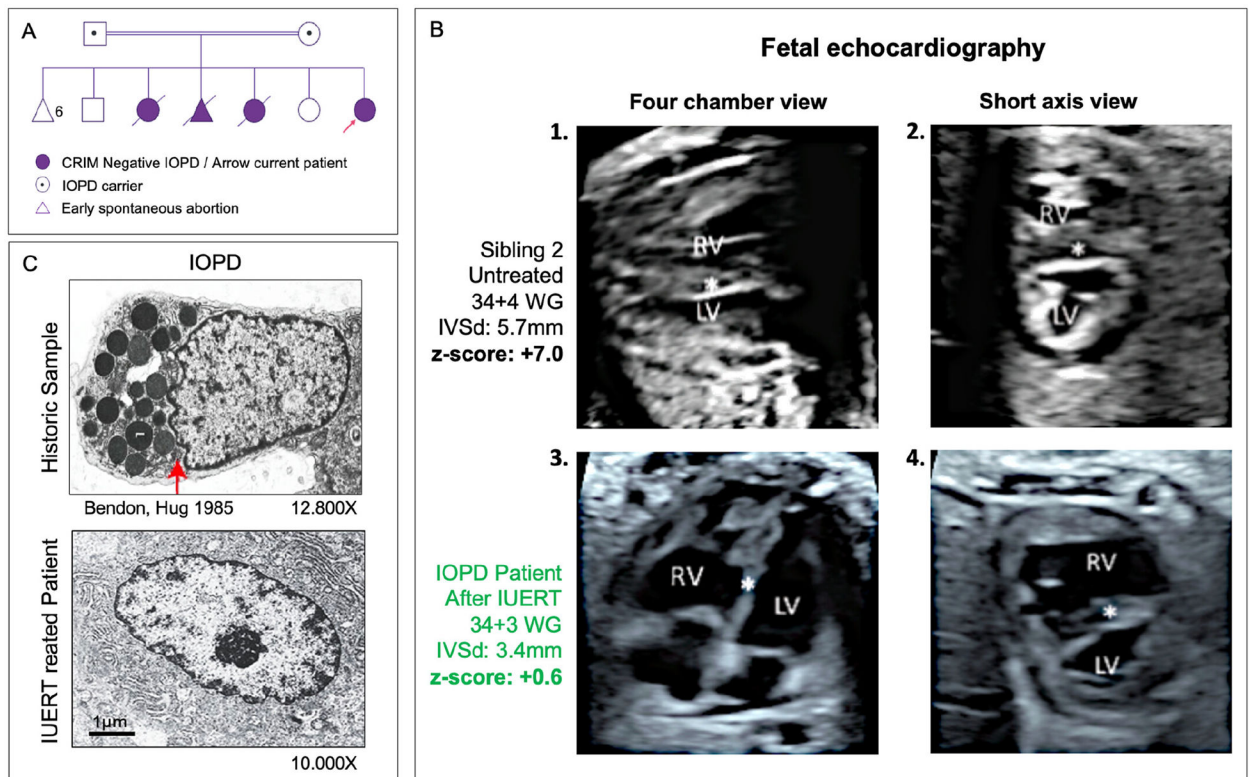 A
6
CRIM Negative IOPD / Arrow current patient
IOPD carrier
Early spontaneous abortion
B
Fetal echocardiography
Four chamber view
Short axis view
1.
2.
Sibling 2
Untreated
34+4 WG
IVSd: 5.7mm
z-score: +7.0
RV
*
LV
RV
*
LV
3.
4.
IOPD Patient
After IUERT
34+3 WG
IVSd: 3.4mm
z-score: +0.6
RV
*
LV
RV
*
LV
C
IOPD
Historic Sample
L
Bendon, Hug 1985
12.800X
IUERT reated Patient
1µm
10.000X